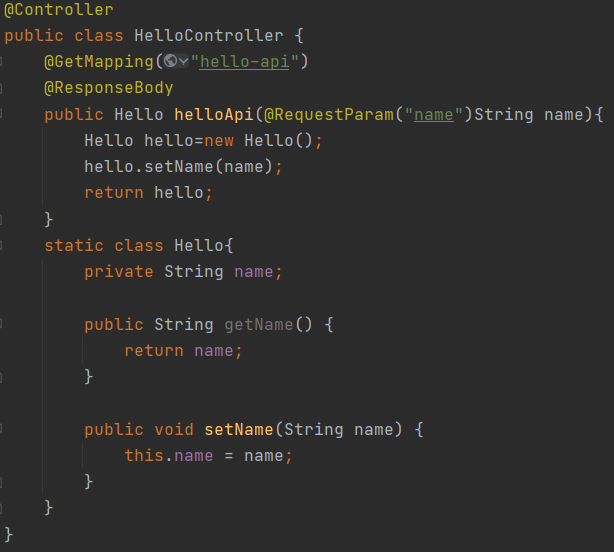 @Controller
public class HelloController {
@GetMapping("hello-api")
@ResponseBody
public Hello helloApi(@RequestParam("name")String name){
Hello hello=new Hello();
hello.setName(name);
return hello;
}
static class Hello{
private String name;
public String getName() {
return name;
}
public void setName(String name) {
this.name = name;
}
}
}